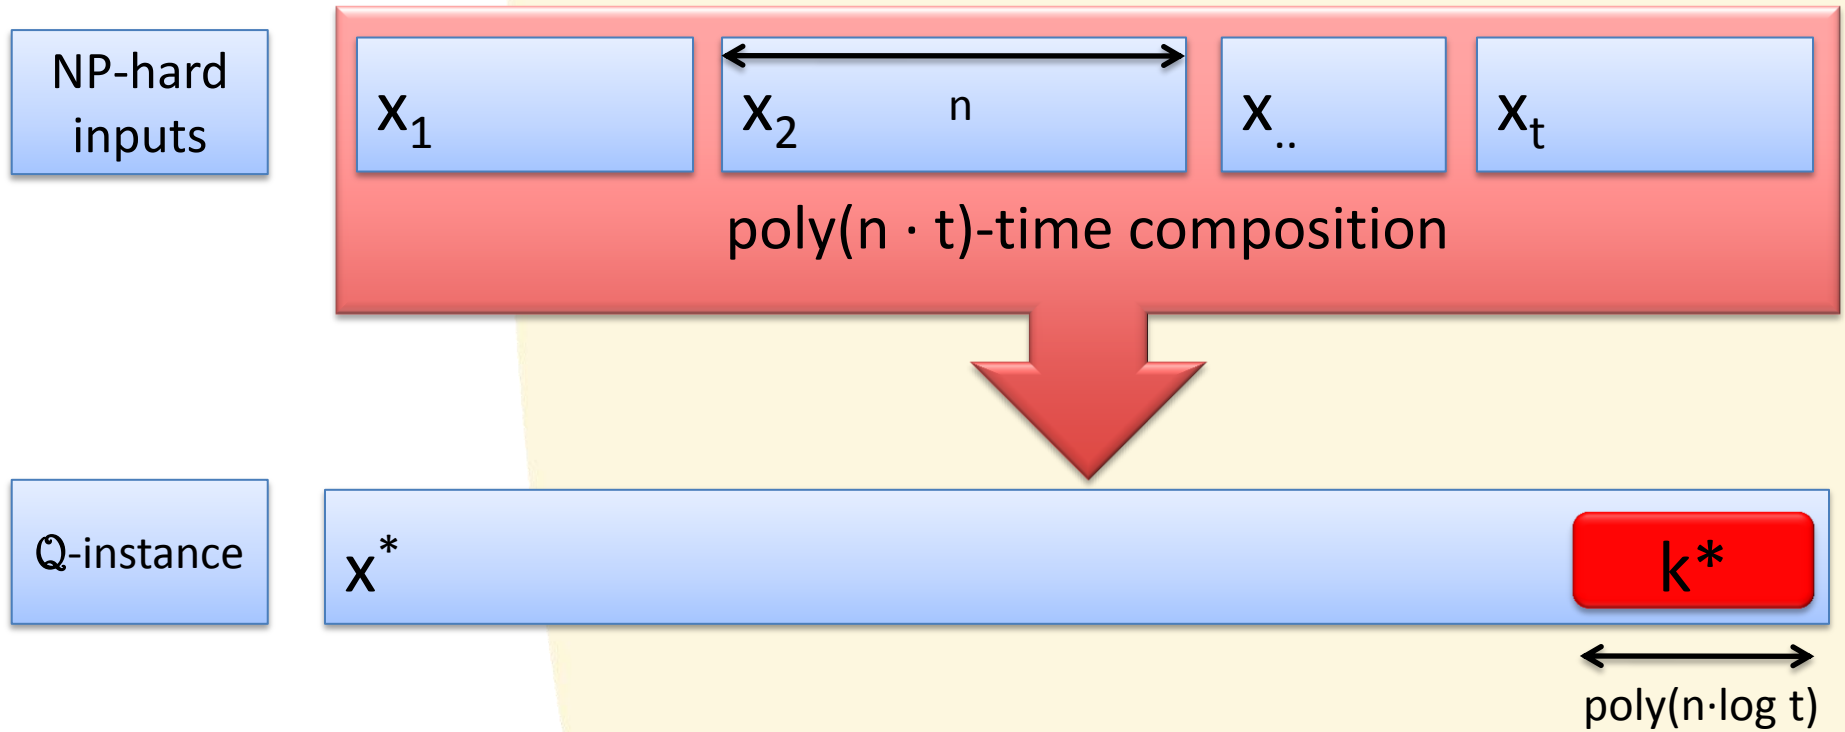 NP-hard
inputs
x₁
x₂
n
x..
xₜ
poly(n · t)-time composition
Q-instance
x*
k*
poly(n·log t)